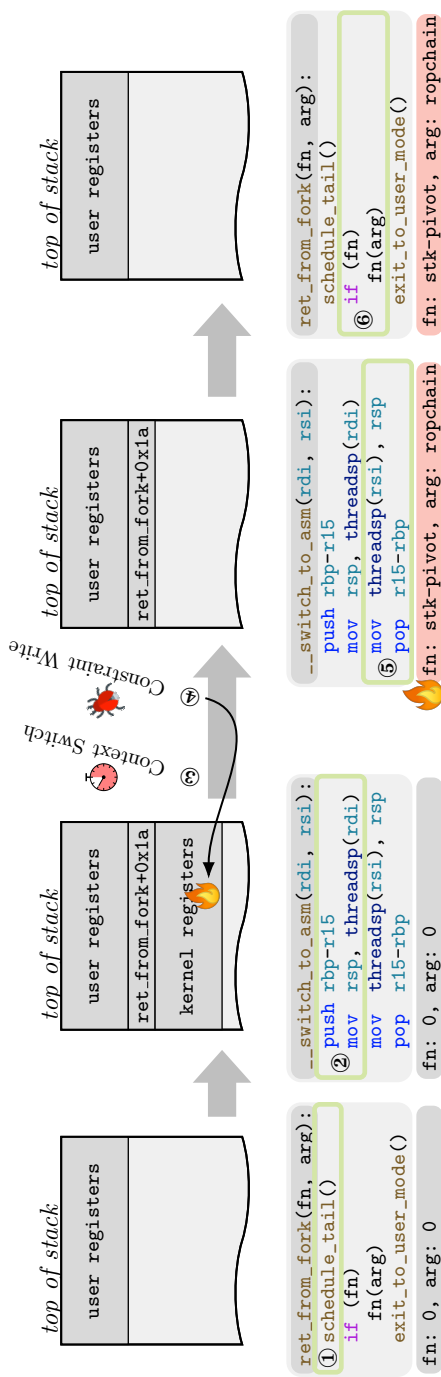 top of stack
user registers
ret_from_fork(fn, arg):
① schedule_tail()
if (fn)
fn(arg)
exit_to_user_mode()
fn: 0, arg: 0
top of stack
user registers
ret_from_fork+0x1a
kernel registers
__switch_to_asm(rdi, rsi):
push rbp-r15
② mov rsp, threadsp(rdi)
mov threadsp(rsi), rsp
pop r15-rbp
fn: 0, arg: 0
Context Switch
③
Constraint Write
④
top of stack
user registers
ret_from_fork+0x1a
__switch_to_asm(rdi, rsi):
push rbp-r15
mov rsp, threadsp(rdi)
mov threadsp(rsi), rsp
⑤ pop r15-rbp
fn: stk-pivot, arg: ropchain
top of stack
user registers
ret_from_fork(fn, arg):
schedule_tail()
if (fn)
⑥ fn(arg)
exit_to_user_mode()
fn: stk-pivot, arg: ropchain